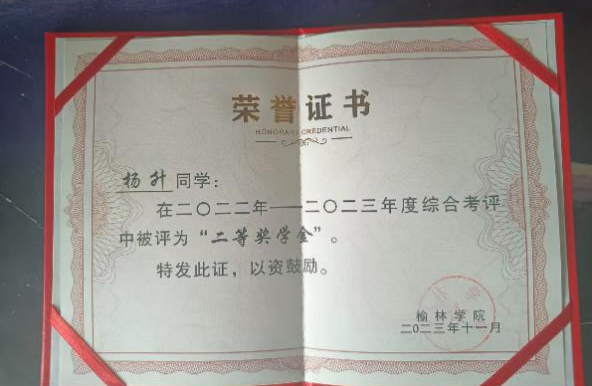 荣誉证书
HONORARY CREDENTIAL
杨升同学：
在二〇二二年——二〇二三年度综合考评
中被评为“二等奖学金”。
特发此证，以资鼓励。
榆林学院
二〇二三年十一月